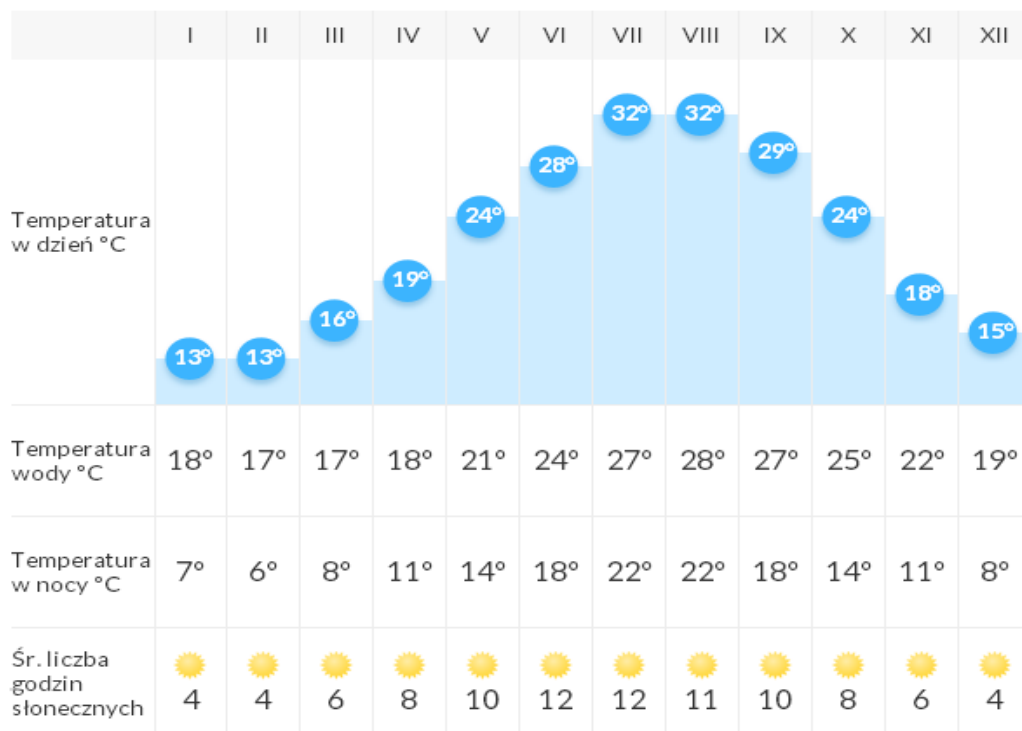 I II III IV V VI VII VIII IX X XI XII
Temperatura
w dzień °C
13° 13° 16° 19° 24° 28° 32° 32° 29° 24° 18° 15°
Temperatura
wody °C
18° 17° 17° 18° 21° 24° 27° 28° 27° 25° 22° 19°
Temperatura
w nocy °C
7° 6° 8° 11° 14° 18° 22° 22° 18° 14° 11° 8°
Śr. liczba
godzin
słonecznych
4 4 6 8 10 12 12 11 10 8 6 4